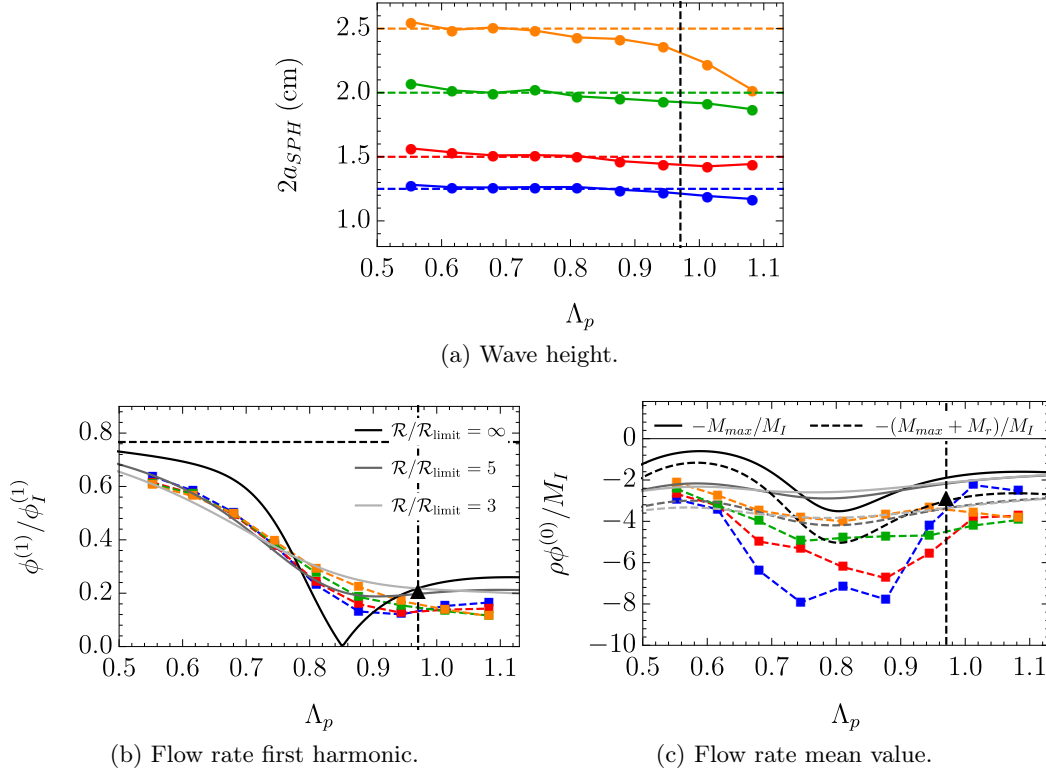 2a_{SPH} (cm)
2.5
2.0
1.5
1.0
0.5 0.6 0.7 0.8 0.9 1.0 1.1
Λ_p
(a) Wave height.
ϕ^{(1)}/ϕ_I^{(1)}
0.8
0.6
0.4
0.2
0.0
R/R_limit = ∞
R/R_limit = 5
R/R_limit = 3
0.5 0.6 0.7 0.8 0.9 1.0
Λ_p
(b) Flow rate first harmonic.
ρϕ^{(0)}/M_I
0
−2
−4
−6
−8
−10
−M_{max}/M_I
−(M_{max} + M_r)/M_I
0.5 0.6 0.7 0.8 0.9 1.0 1.1
Λ_p
(c) Flow rate mean value.